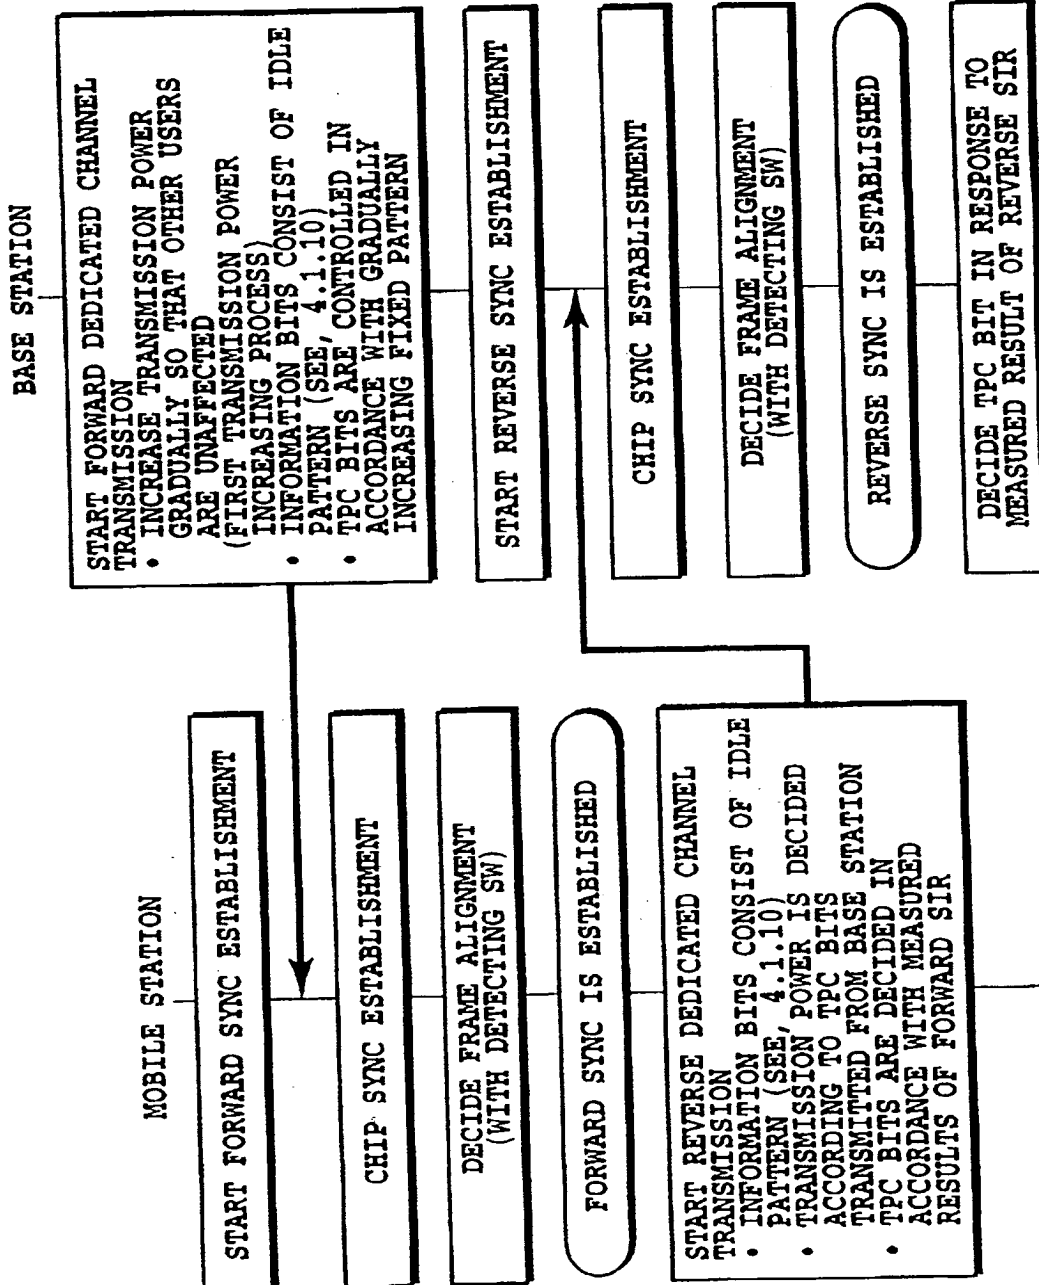 MOBILE STATION
START FORWARD SYNC ESTABLISHMENT
CHIP SYNC ESTABLISHMENT
DECIDE FRAME ALIGNMENT
(WITH DETECTING SW)
FORWARD SYNC IS ESTABLISHED
START REVERSE DEDICATED CHANNEL
TRANSMISSION
• INFORMATION BITS CONSIST OF IDLE
PATTERN (SEE, 4.1.10)
• TRANSMISSION POWER IS DECIDED
ACCORDING TO TPC BITS
TRANSMITTED FROM BASE STATION
• TPC BITS ARE DECIDED IN
ACCORDANCE WITH MEASURED
RESULTS OF FORWARD SIR
BASE STATION
START FORWARD DEDICATED CHANNEL
TRANSMISSION
• INCREASE TRANSMISSION POWER
GRADUALLY SO THAT OTHER USERS
ARE UNAFFECTED
(FIRST TRANSMISSION POWER
INCREASING PROCESS)
• INFORMATION BITS CONSIST OF IDLE
PATTERN (SEE, 4.1.10)
• TPC BITS ARE CONTROLLED IN
ACCORDANCE WITH GRADUALLY
INCREASING FIXED PATTERN
START REVERSE SYNC ESTABLISHMENT
CHIP SYNC ESTABLISHMENT
DECIDE FRAME ALIGNMENT
(WITH DETECTING SW)
REVERSE SYNC IS ESTABLISHED
DECIDE TPC BIT IN RESPONSE TO
MEASURED RESULT OF REVERSE SIR